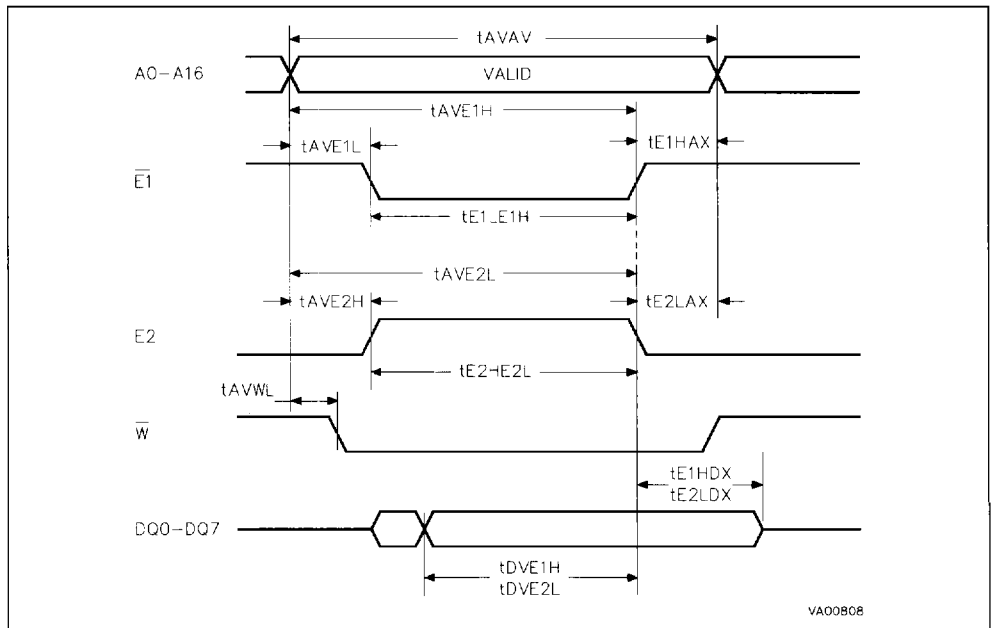 tAVAV
A0-A16
VALID
tAVE1H
tAVE1L
tE1HAX
E1
tE1LE1H
tAVE2L
tAVE2H
tE2LAX
E2
tE2HE2L
tAVWL
W
tE1HDX
tE2LDX
DQ0-DQ7
tDVE1H
tDVE2L
VA00808